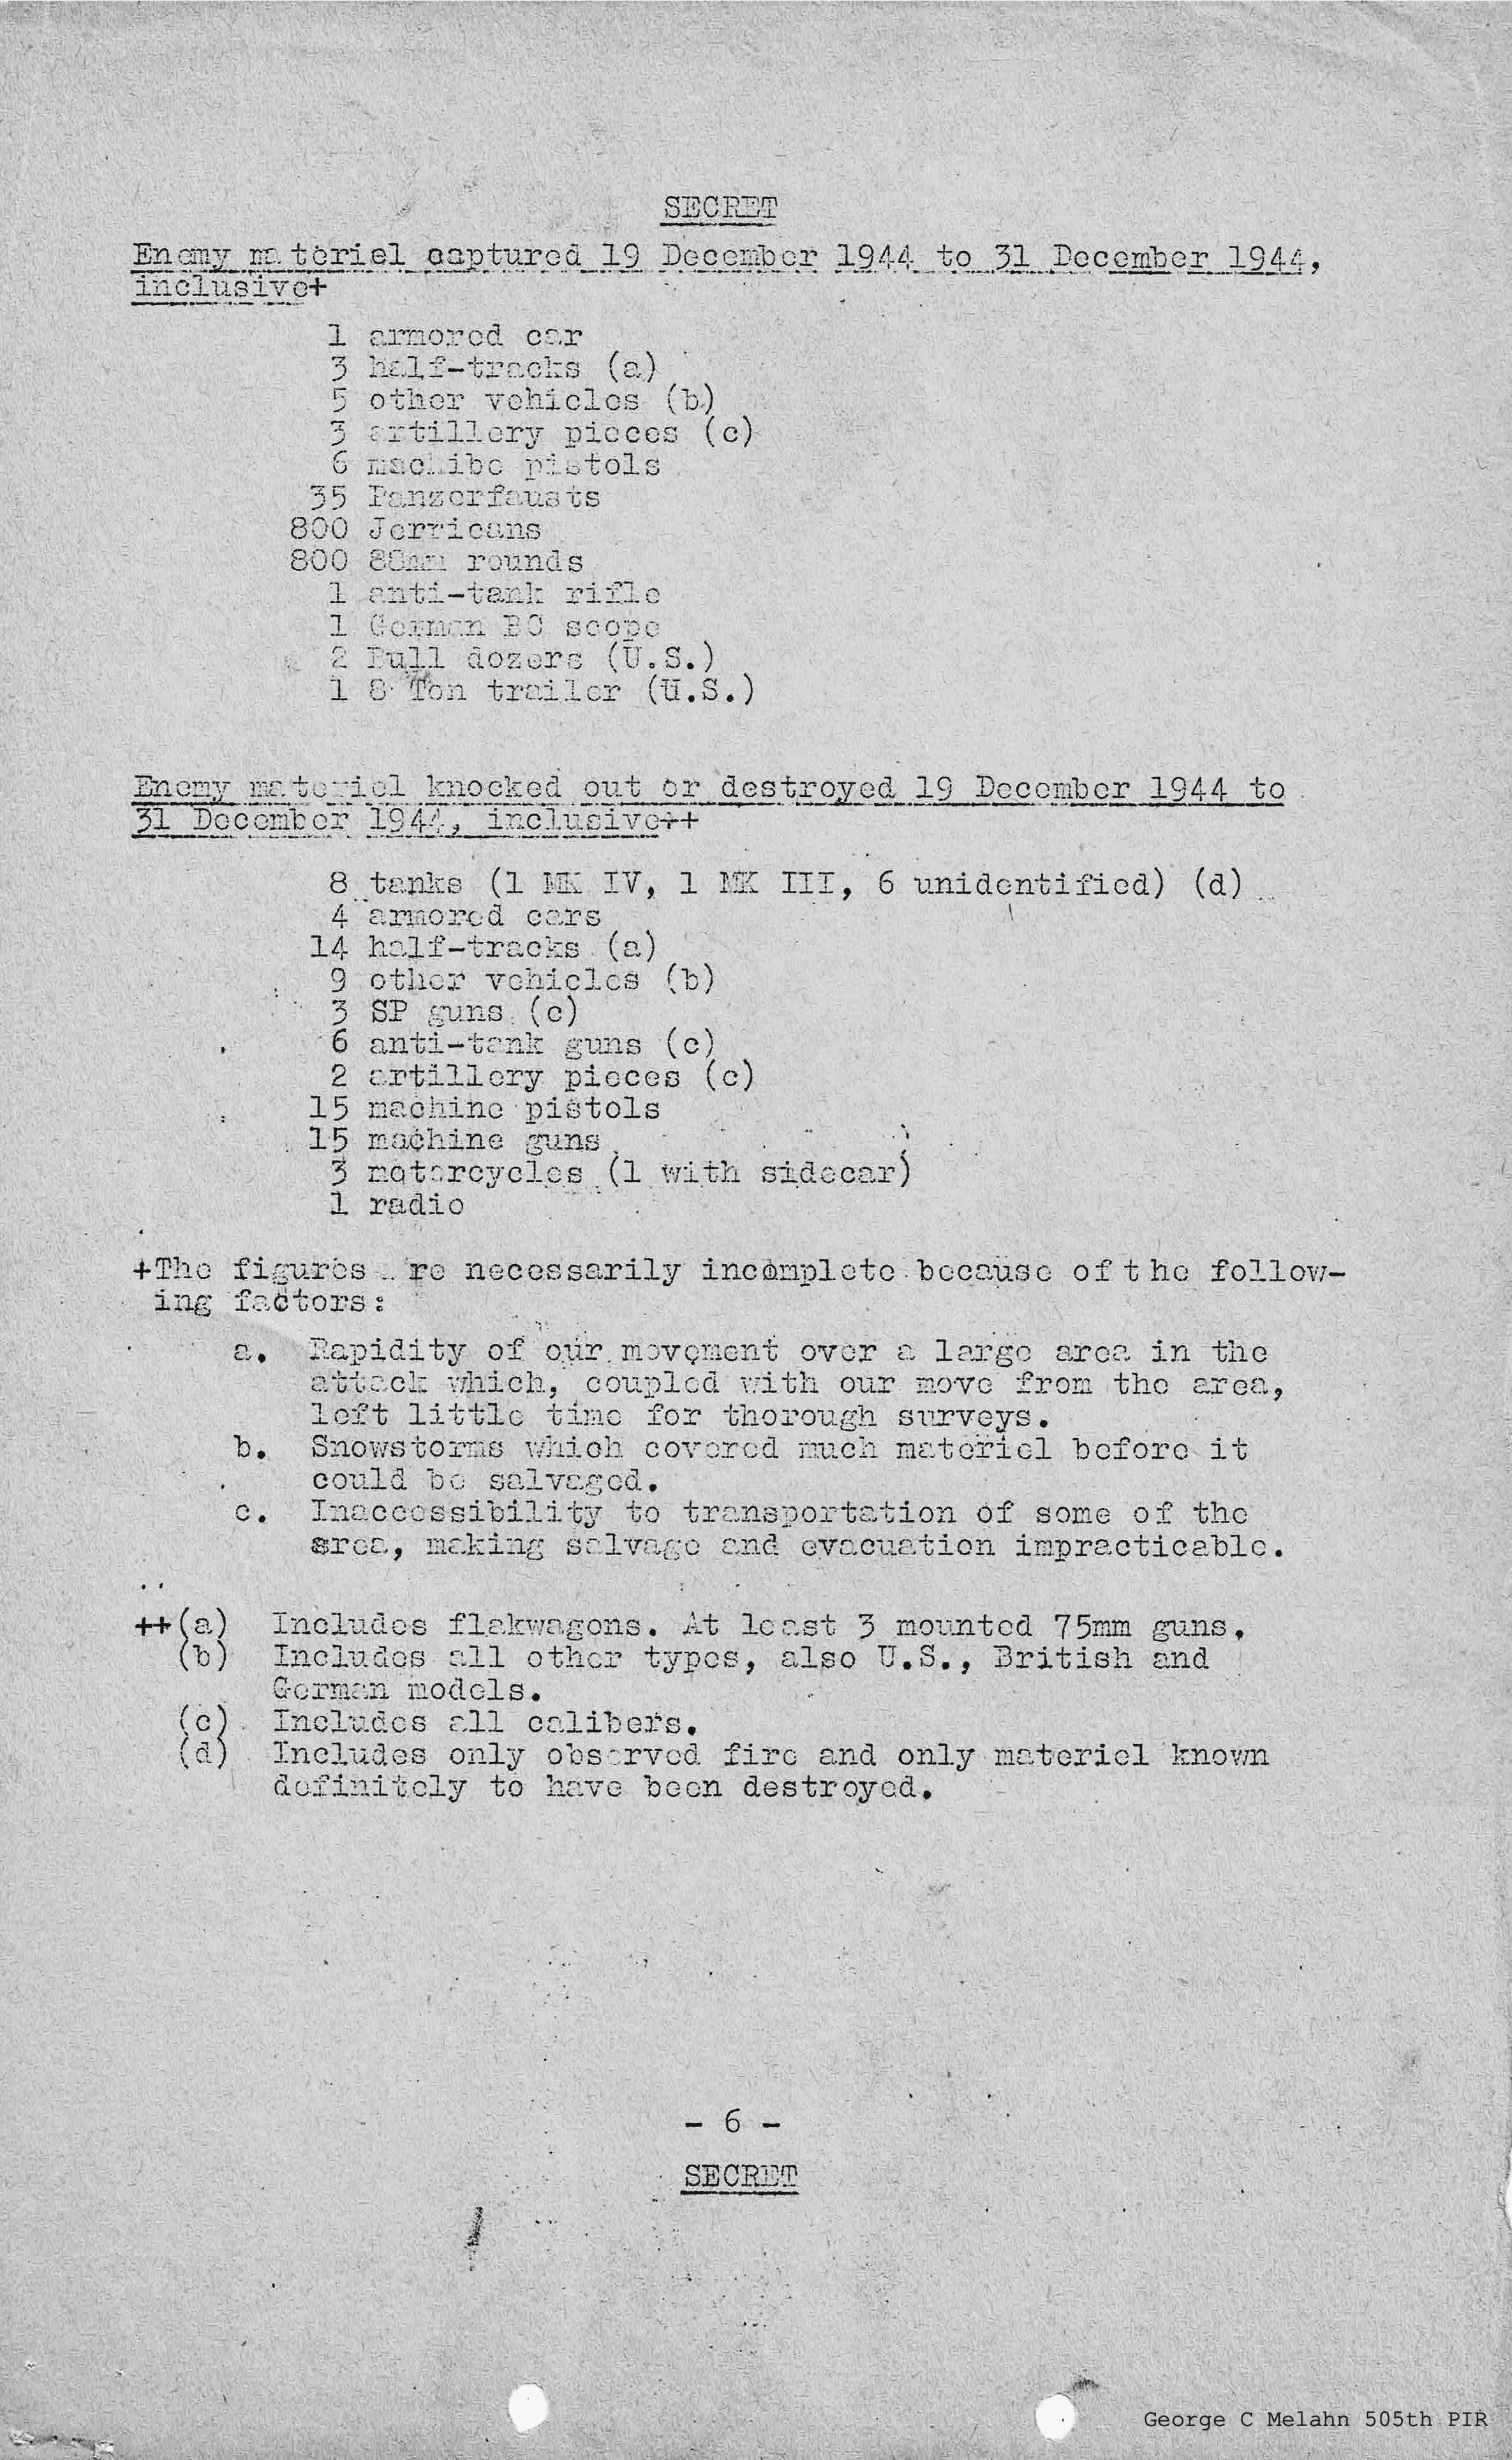 SECRET
Enemy materiel captured 19 December 1944 to 31 December 1944,
inclusive+
1 armored car
3 half-tracks (a)
5 other vehicles (b)
3 artillery pieces (c)
6 machibe pistols
35 Panzerfausts
800 Jerricans
800 88mm rounds
1 anti-tank rifle
1 German BC scope
2 Bull dozers (U.S.)
1 8 Ton trailer (U.S.)
Enemy materiel knocked out or destroyed 19 December 1944 to
31 December 1944, inclusive++
8 tanks (1 MK IV, 1 MK III, 6 unidentified) (d)
4 armored cars
14 half-tracks (a)
9 other vehicles (b)
3 SP guns (c)
6 anti-tank guns (c)
2 artillery pieces (c)
15 machine pistols
15 machine guns
3 motorcycles (1 with sidecar)
1 radio
+The figures are necessarily incomplete because of the follow-
ing factors:
a. Rapidity of our movement over a large area in the
attack which, coupled with our move from the area,
left little time for thorough surveys.
b. Snowstorms which covered much materiel before it
could be salvaged.
c. Inaccessibility to transportation of some of the
area, making salvage and evacuation impracticable.
++(a) Includes flakwagons. At least 3 mounted 75mm guns.
(b) Includes all other types, also U.S., British and
German models.
(c) Includes all calibers.
(d) Includes only observed fire and only materiel known
definitely to have been destroyed.
- 6 -
SECRET
George C Melahn 505th PIR